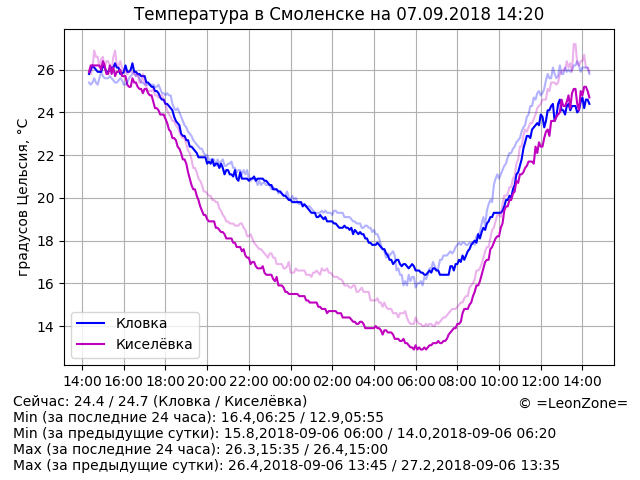 Температура в Смоленске на 07.09.2018 14:20
градусов Цельсия, °C
26
24
22
20
18
16
14
Кловка
Киселёвка
14:00 16:00 18:00 20:00 22:00 00:00 02:00 04:00 06:00 08:00 10:00 12:00 14:00
Сейчас: 24.4 / 24.7 (Кловка / Киселёвка)
© =LeonZone=
Min (за последние 24 часа): 16.4,06:25 / 12.9,05:55
Min (за предыдущие сутки): 15.8,2018-09-06 06:00 / 14.0,2018-09-06 06:20
Max (за последние 24 часа): 26.3,15:35 / 26.4,15:00
Max (за предыдущие сутки): 26.4,2018-09-06 13:45 / 27.2,2018-09-06 13:35